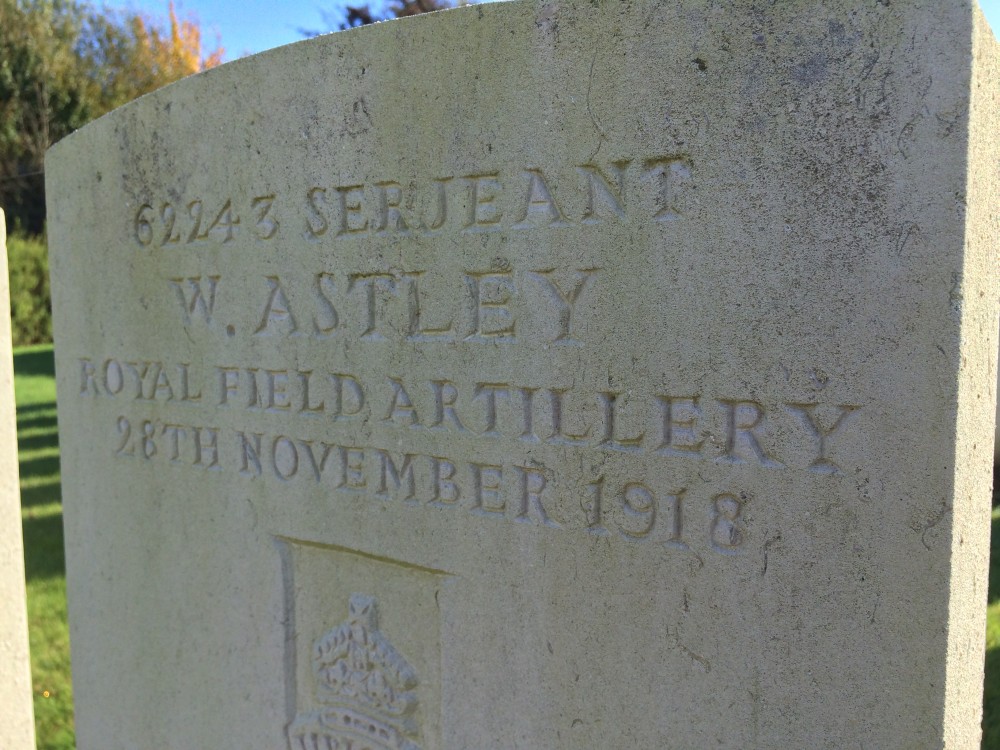 62243 SERJEANT
W. ASTLEY
ROYAL FIELD ARTILLERY
28TH NOVEMBER 1918